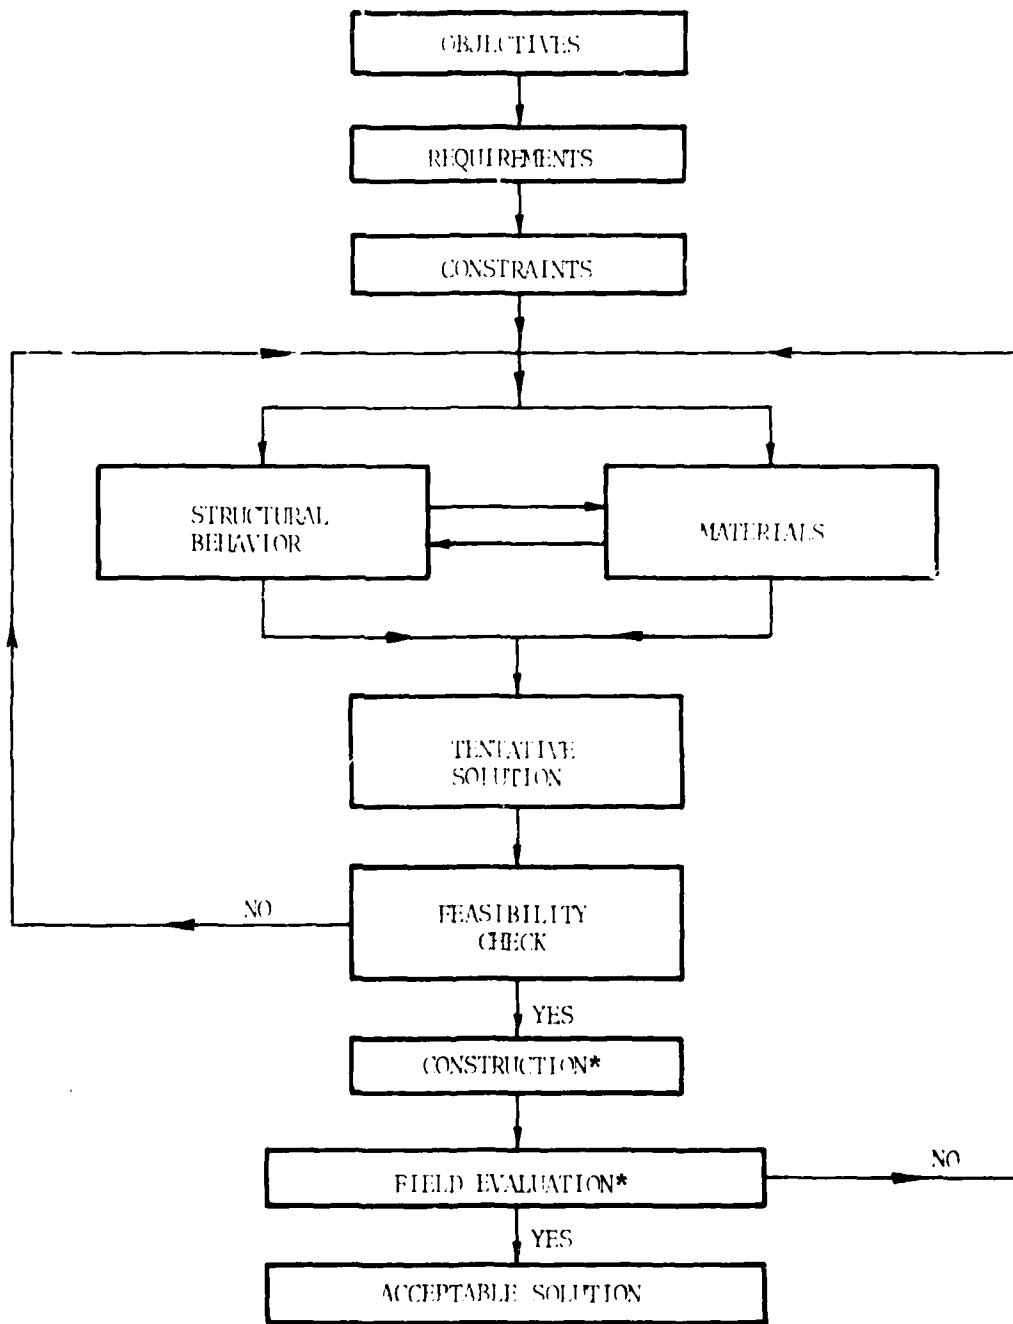 OBJECTIVES
REQUIREMENTS
CONSTRAINTS
STRUCTURAL
BEHAVIOR
MATERIALS
TENTATIVE
SOLUTION
NO
FEASIBILITY
CHECK
YES
CONSTRUCTION*
FIELD EVALUATION*
NO
YES
ACCEPTABLE SOLUTION